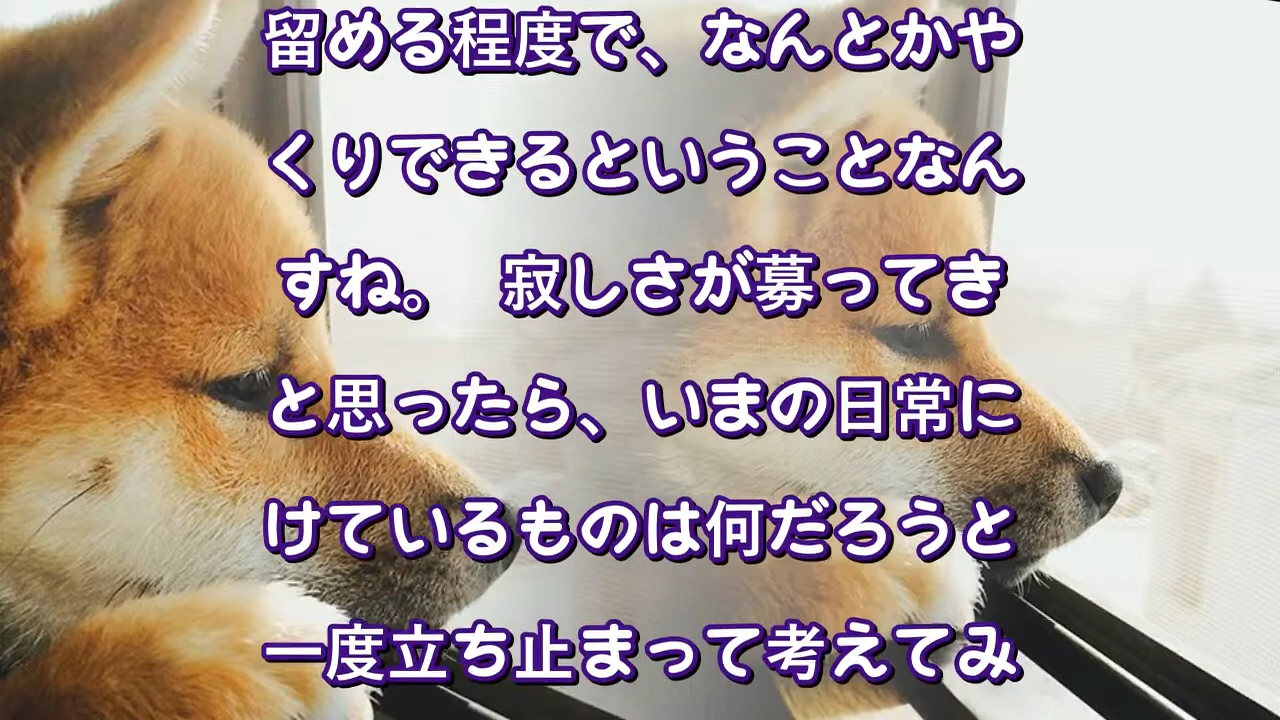 留める程度で、なんとかや
くりできるということなん
すね。　寂しさが募ってき
と思ったら、いまの日常に
けているものは何だろうと
一度立ち止まって考えてみ